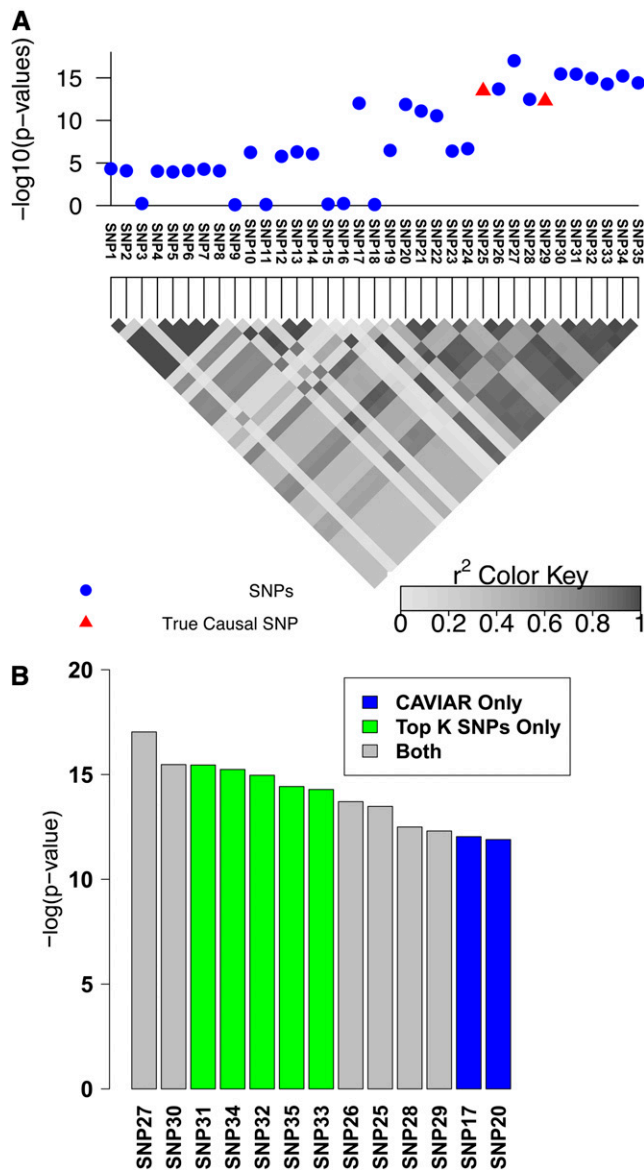 A
−log10(p−values)
15
10
5
0
SNP1
SNP2
SNP3
SNP4
SNP5
SNP6
SNP7
SNP8
SNP9
SNP10
SNP11
SNP12
SNP13
SNP14
SNP15
SNP16
SNP17
SNP18
SNP19
SNP20
SNP21
SNP22
SNP23
SNP24
SNP25
SNP26
SNP27
SNP28
SNP29
SNP30
SNP31
SNP32
SNP33
SNP34
SNP35
r² Color Key
0 0.2 0.4 0.6 0.8 1
SNPs
True Causal SNP
B
−log(p−value)
20
15
10
5
0
CAVIAR Only
Top K SNPs Only
Both
SNP27
SNP30
SNP31
SNP34
SNP32
SNP35
SNP33
SNP26
SNP25
SNP28
SNP29
SNP17
SNP20